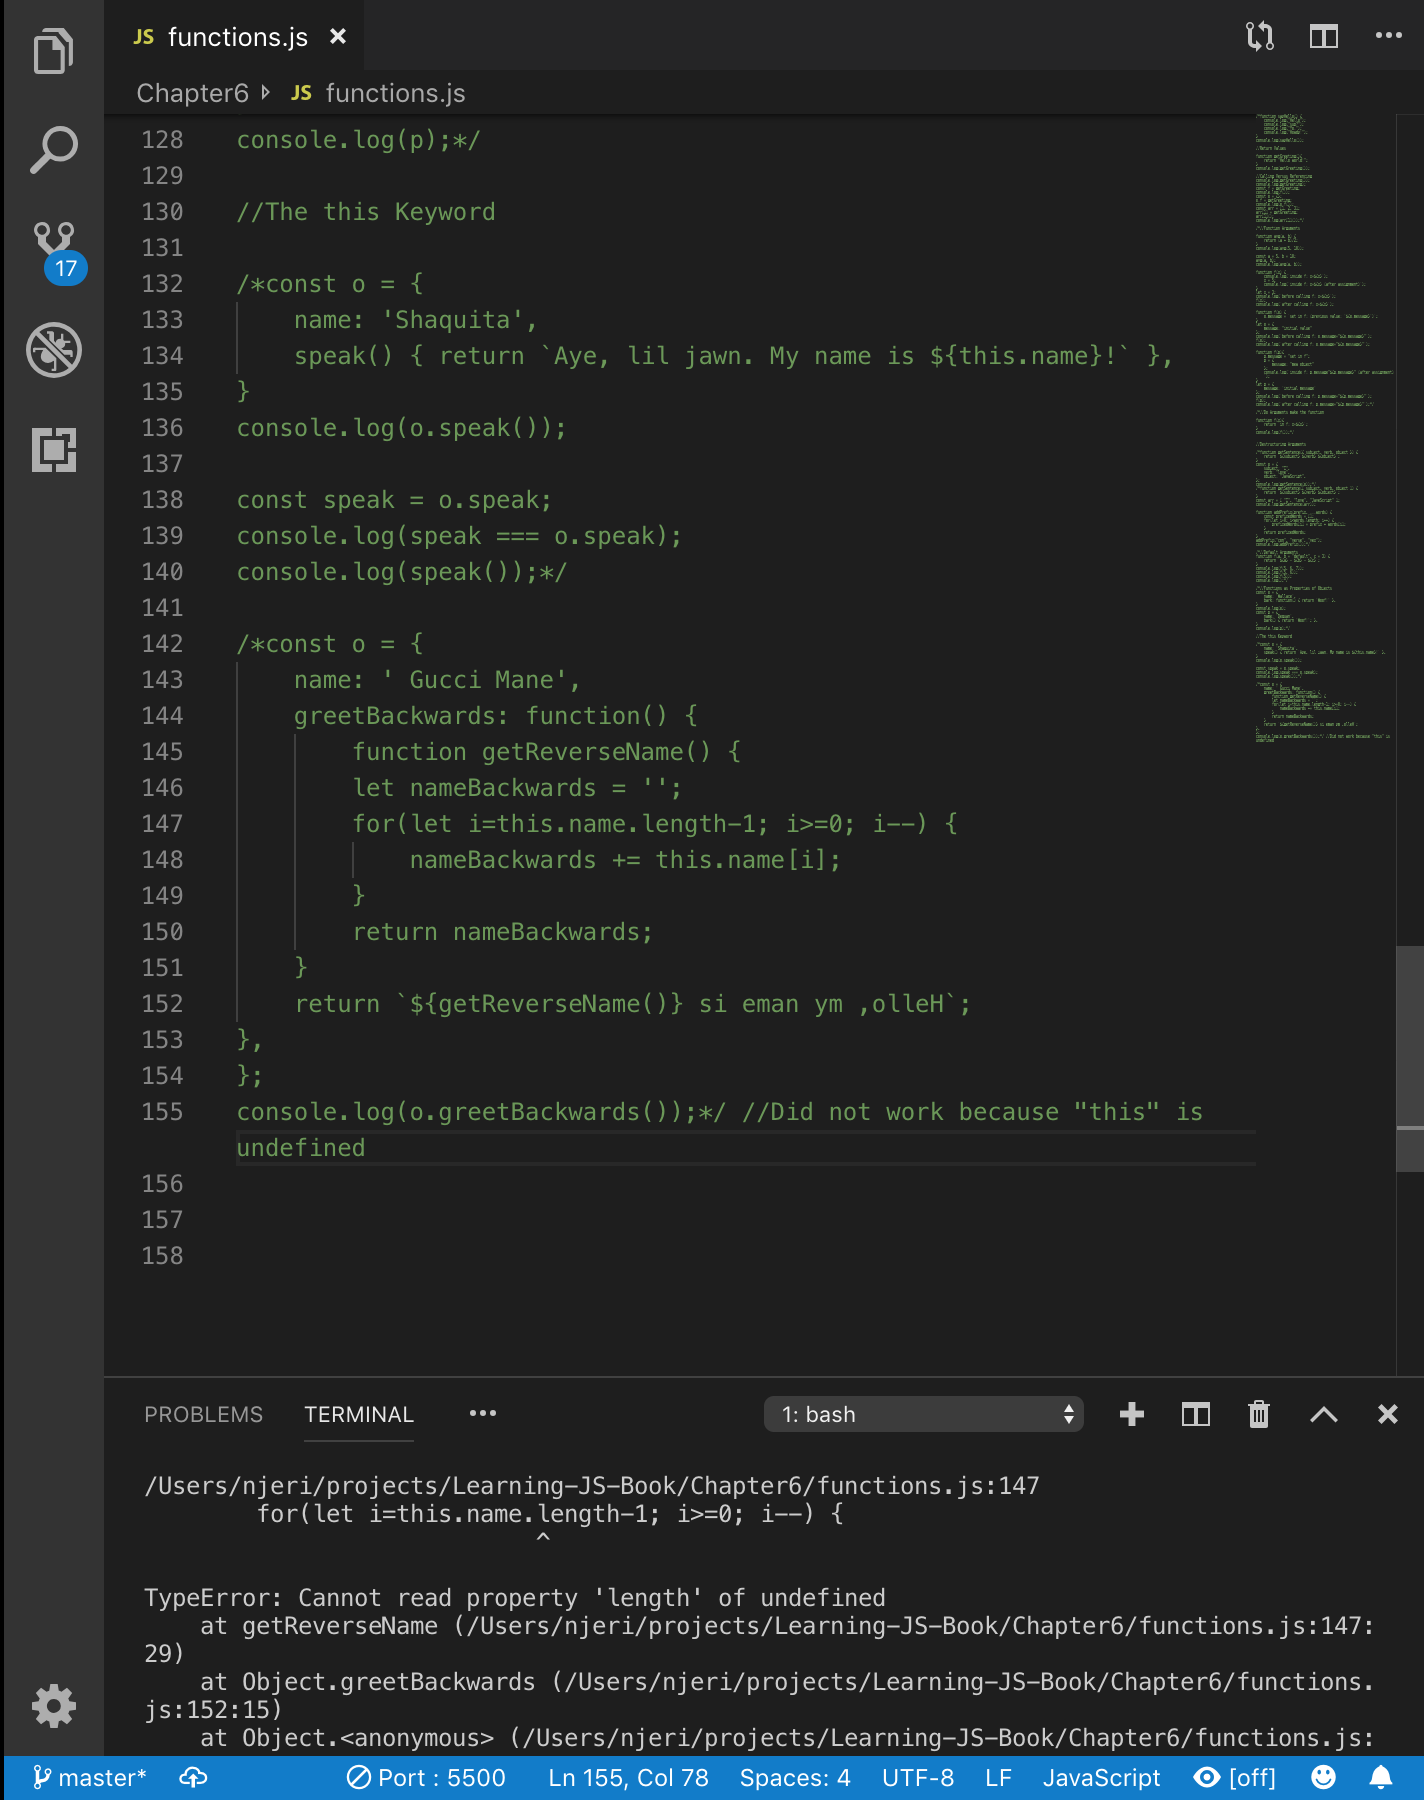 JS functions.js ×
Chapter6 JS functions.js
128 console.log(p);*/
129
130 //The this Keyword
131
132 /*const o = {
133 name: 'Shaquita',
134 speak() { return `Aye, lil jawn. My name is ${this.name}!` },
135 }
136 console.log(o.speak());
137
138 const speak = o.speak;
139 console.log(speak === o.speak);
140 console.log(speak());*/
141
142 /*const o = {
143 name: ' Gucci Mane',
144 greetBackwards: function() {
145 function getReverseName() {
146 let nameBackwards = '';
147 for(let i=this.name.length-1; i>=0; i--) {
148 nameBackwards += this.name[i];
149 }
150 return nameBackwards;
151 }
152 return `${getReverseName()} si eman ym ,olleH`;
153 },
154 };
155 console.log(o.greetBackwards());*/ //Did not work because "this" is
undefined
156
157
158
17
PROBLEMS TERMINAL ••• 1: bash
/Users/njeri/projects/Learning-JS-Book/Chapter6/functions.js:147
for(let i=this.name.length-1; i>=0; i--) {
^
TypeError: Cannot read property 'length' of undefined
at getReverseName (/Users/njeri/projects/Learning-JS-Book/Chapter6/functions.js:147:
29)
at Object.greetBackwards (/Users/njeri/projects/Learning-JS-Book/Chapter6/functions.
js:152:15)
at Object.<anonymous> (/Users/njeri/projects/Learning-JS-Book/Chapter6/functions.js:
master* Port : 5500 Ln 155, Col 78 Spaces: 4 UTF-8 LF JavaScript [off]